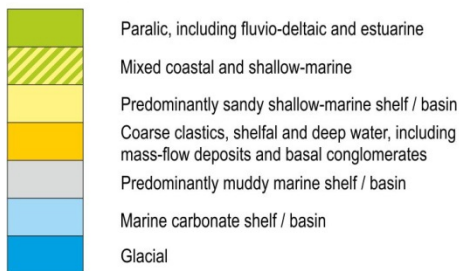 Paralic, including fluvio-deltaic and estuarine
Mixed coastal and shallow-marine
Predominantly sandy shallow-marine shelf / basin
Coarse clastics, shelfal and deep water, including
mass-flow deposits and basal conglomerates
Predominantly muddy marine shelf / basin
Marine carbonate shelf / basin
Glacial